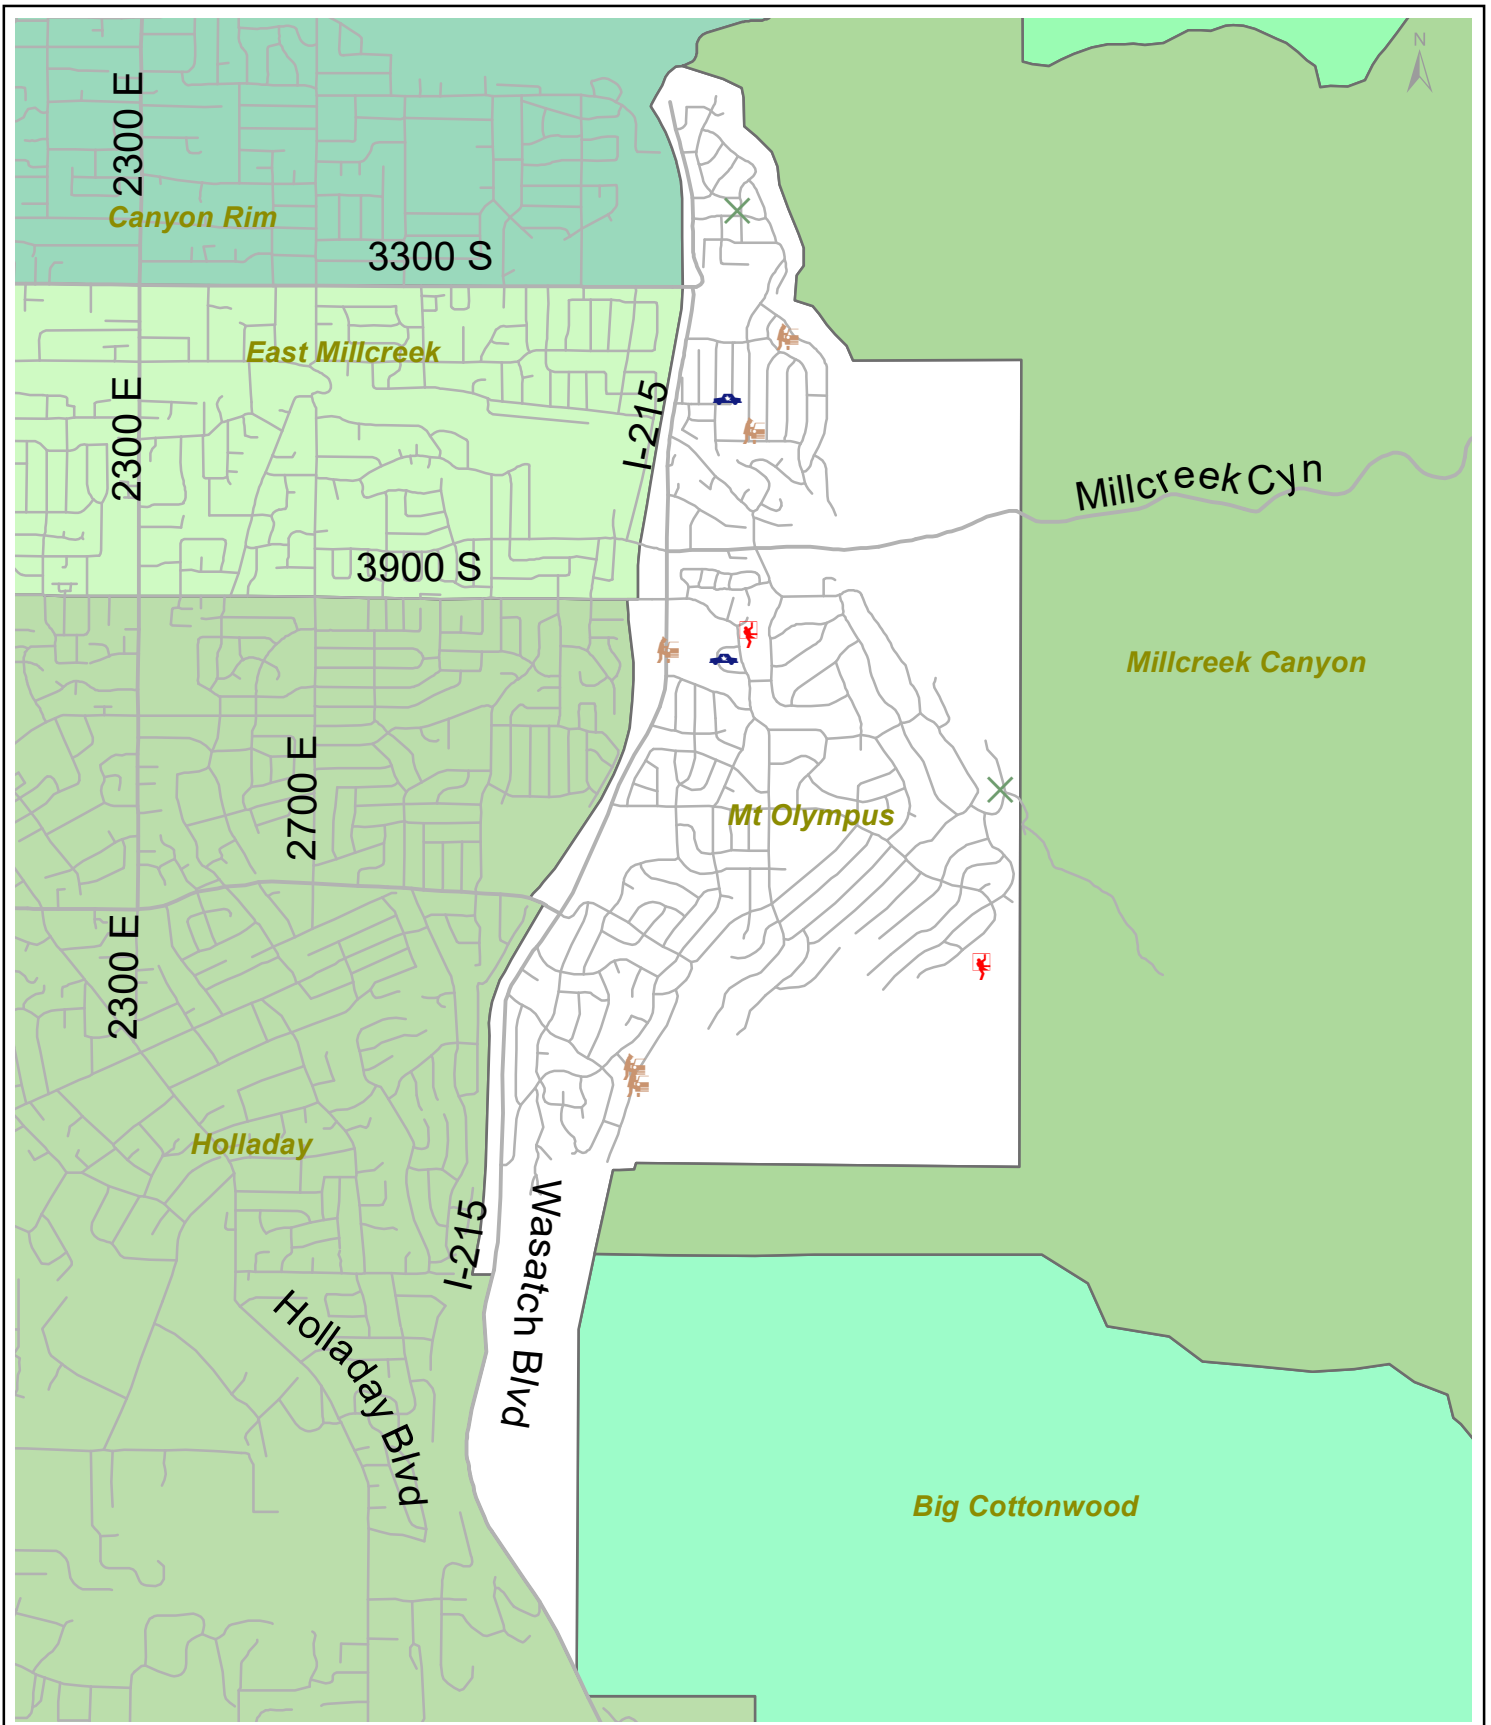 N
2300 E
Canyon Rim
3300 S
East Millcreek
2300 E
I-215
Millcreek Cyn
3900 S
Millcreek Canyon
2700 E
Mt Olympus
2300 E
Holladay
I-215
Wasatch Blvd
Holladay Blvd
Big Cottonwood